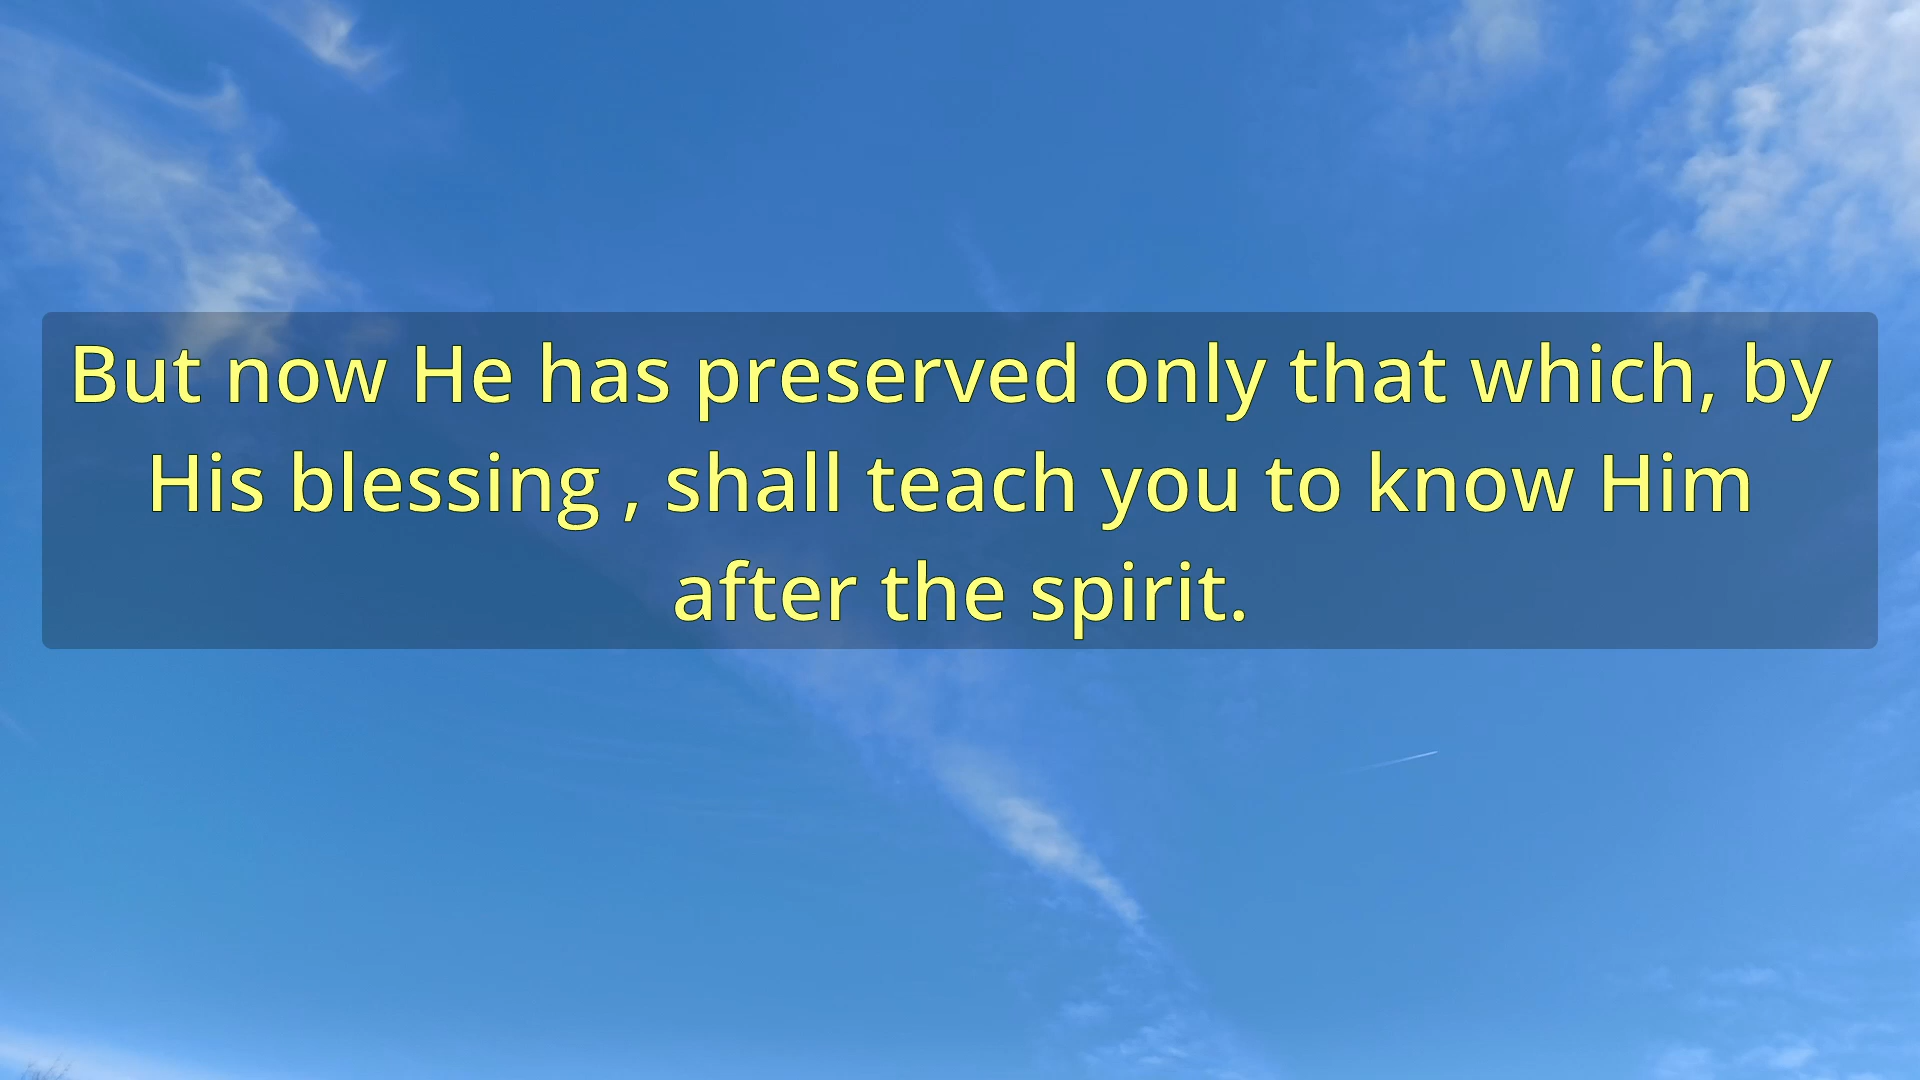 But now He has preserved only that which, by
His blessing , shall teach you to know Him
after the spirit.